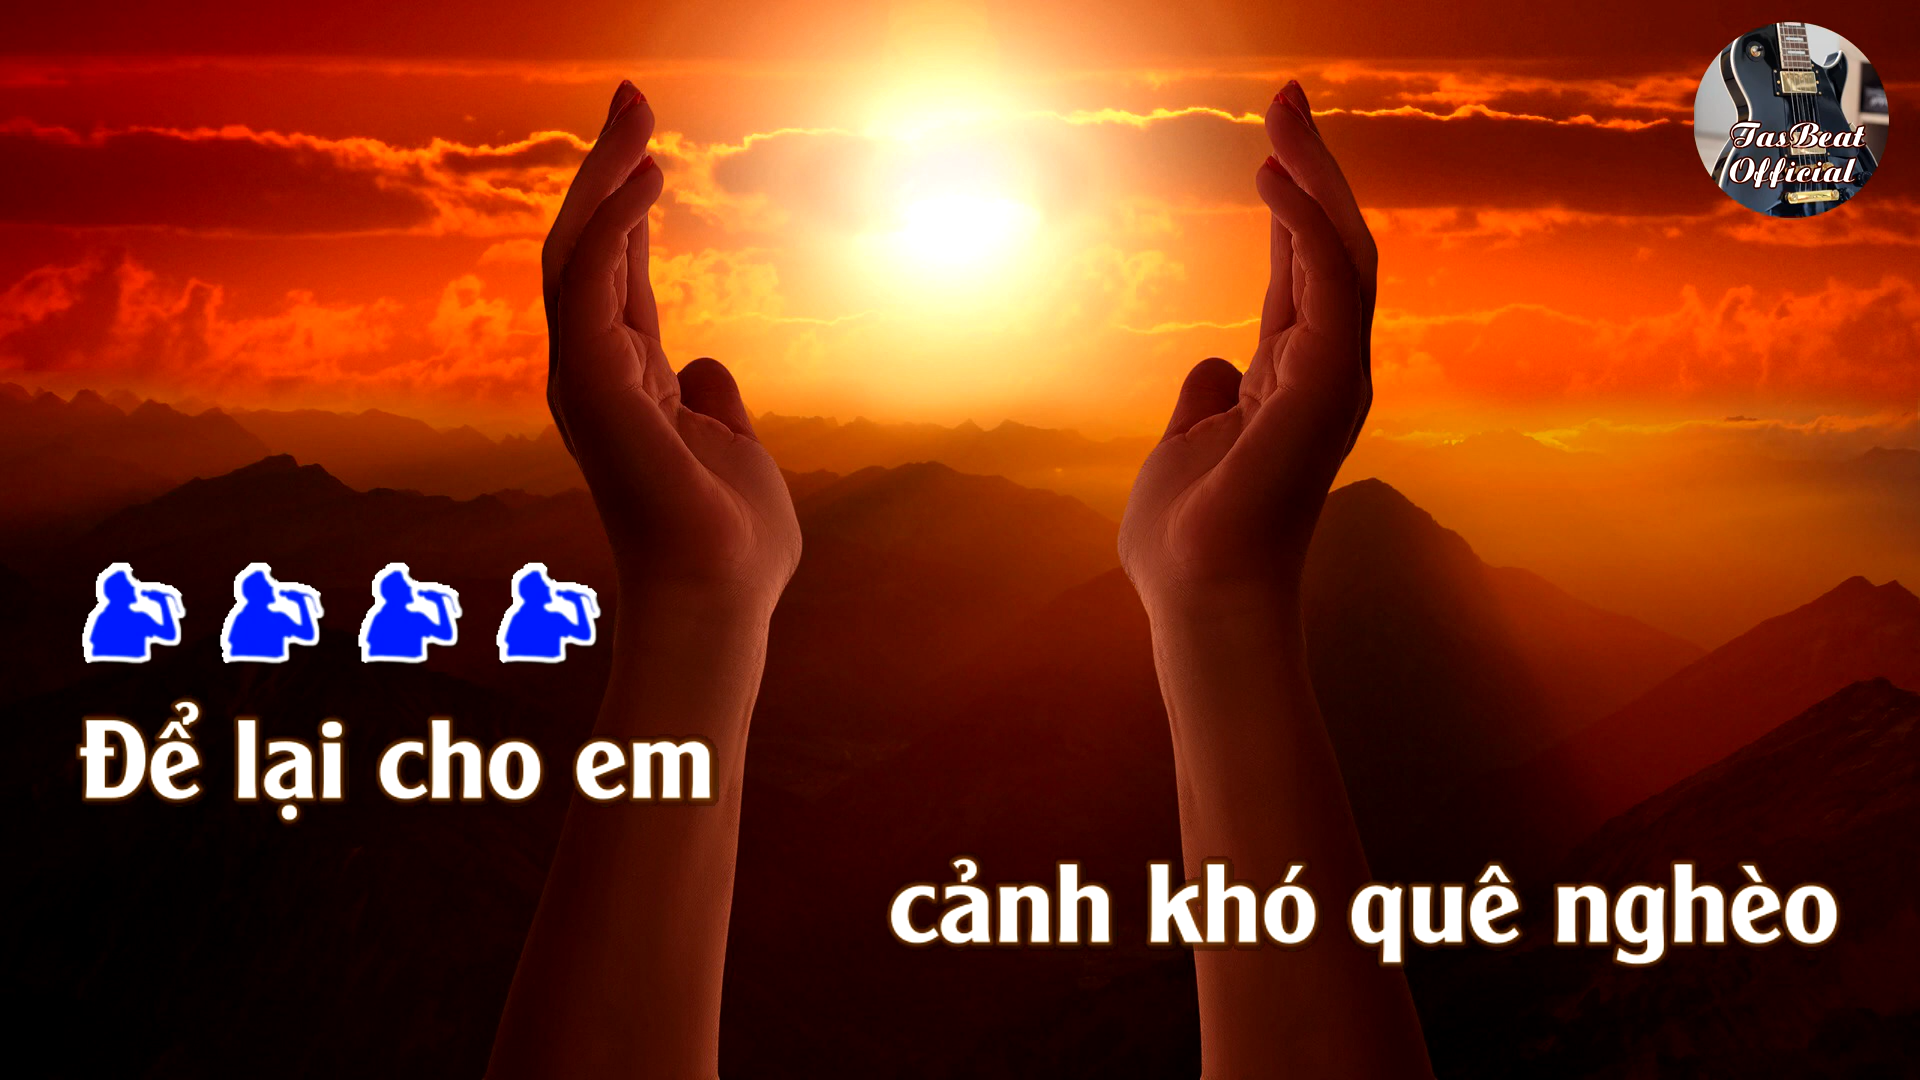 TasBeat
Official
Để lại cho em
cảnh khó quê nghèo